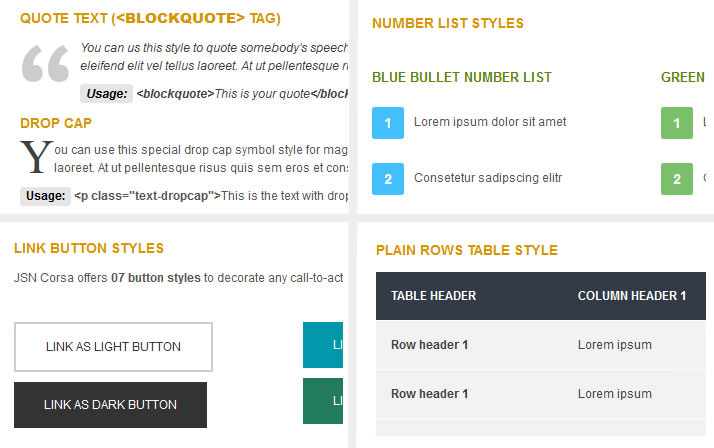 QUOTE TEXT (<BLOCKQUOTE> TAG)
You can us this style to quote somebody's speech
eleifend elit vel tellus laoreet. At ut pellentesque
Usage: <blockquote>This is your quote</block
DROP CAP
You can use this special drop cap symbol style for mag
laoreet. At ut pellentesque risus quis sem eros et cons
Usage: <p class="text-dropcap">This is the text with drop
NUMBER LIST STYLES
BLUE BULLET NUMBER LIST
1 Lorem ipsum dolor sit amet
2 Consetetur sadipscing elitr
GREEN
1 L
2
LINK BUTTON STYLES
JSN Corsa offers 07 button styles to decorate any call-to-act
LINK AS LIGHT BUTTON
LI
LINK AS DARK BUTTON
LI
PLAIN ROWS TABLE STYLE
TABLE HEADER COLUMN HEADER 1
Row header 1 Lorem ipsum
Row header 1 Lorem ipsum